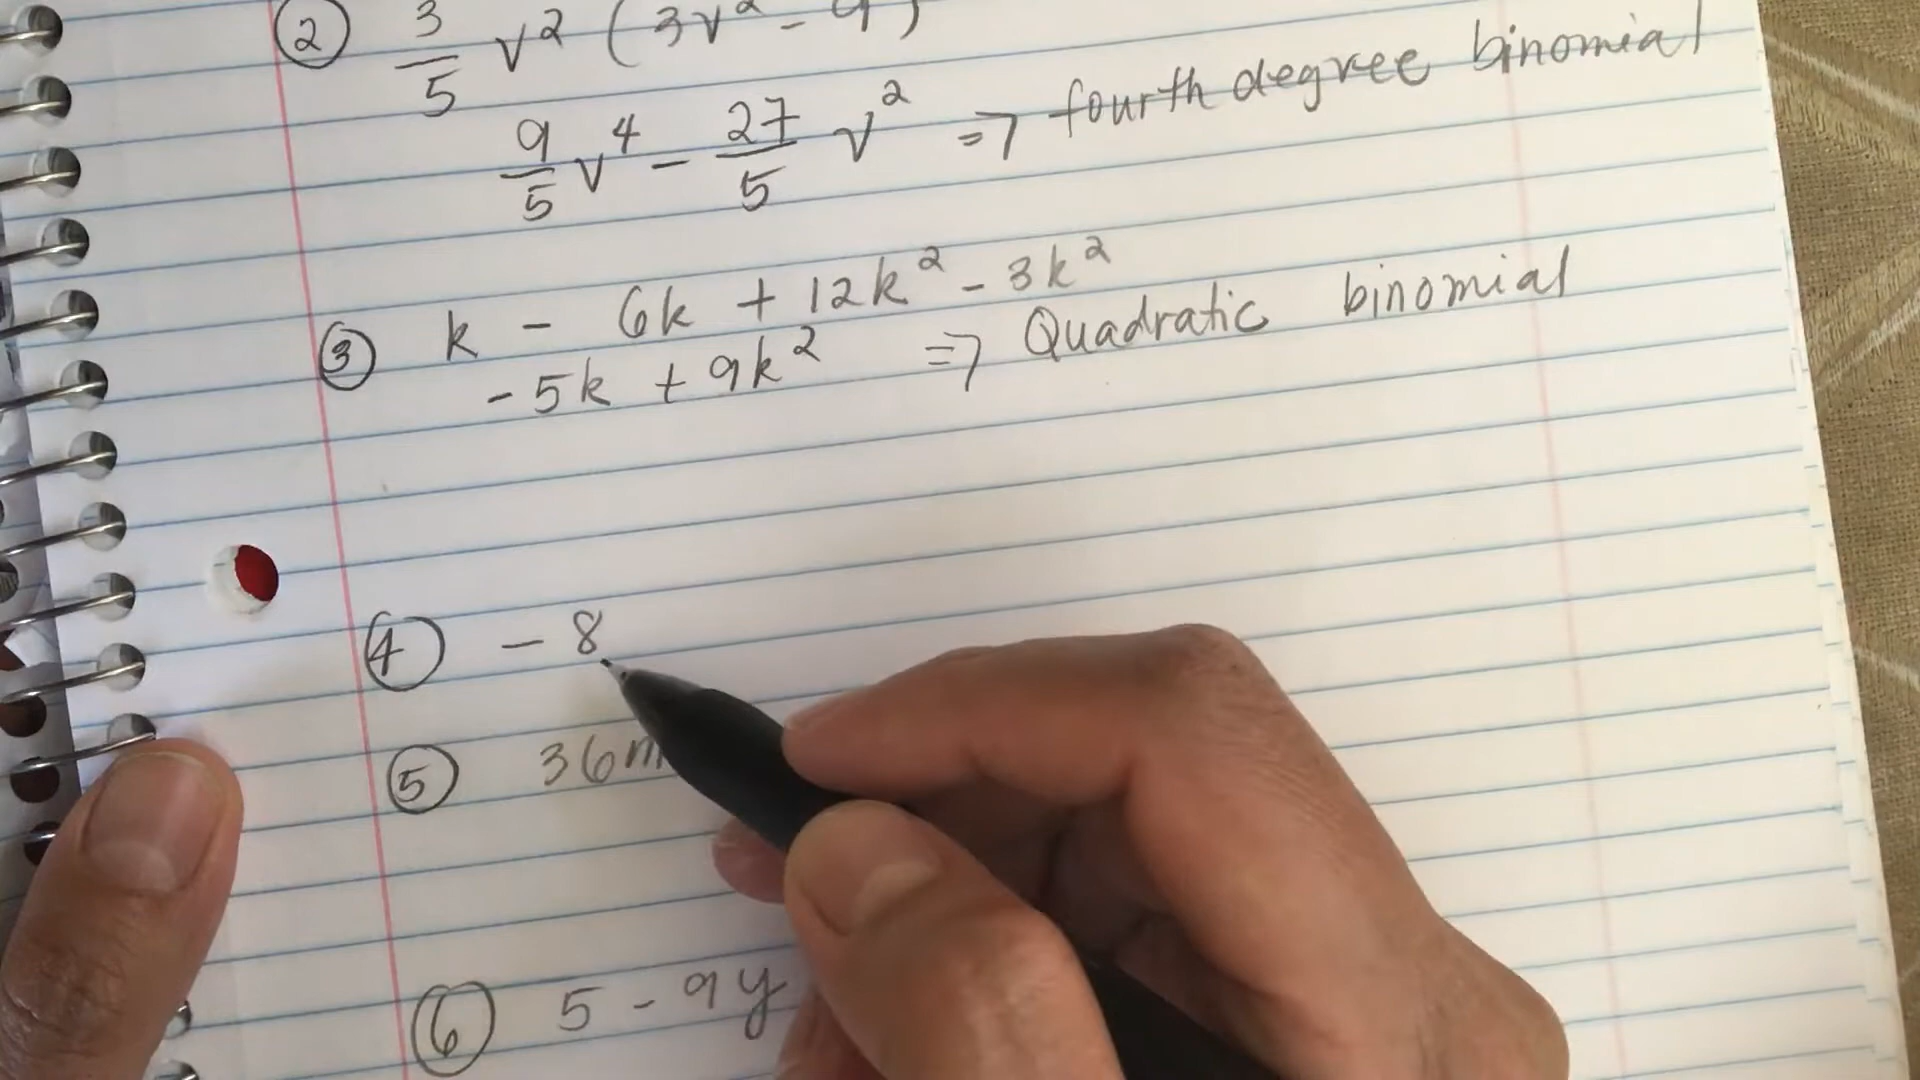 ② 3/5 v² (3v² - 9)
9/5 v⁴ - 27/5 v² => fourth degree binomial
③ k - 6k + 12k² - 3k²
-5k + 9k² => Quadratic binomial
④ - 8
⑤ 36m
⑥ 5 - 9y